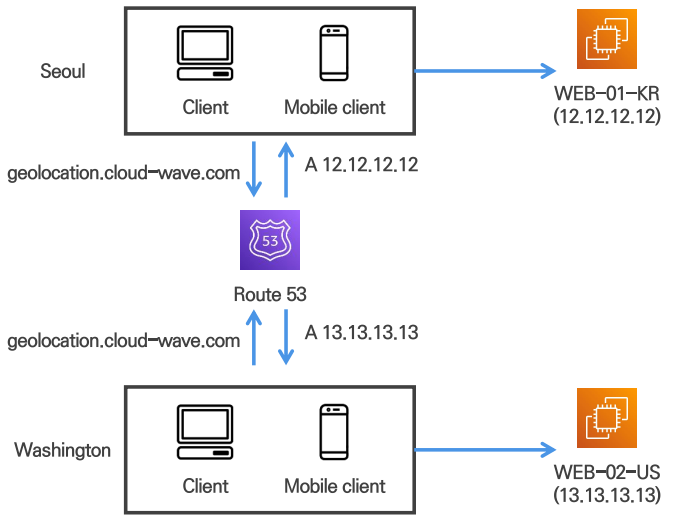 Seoul
Client
Mobile client
WEB-01-KR
(12.12.12.12)
geolocation.cloud-wave.com
A 12.12.12.12
53
Route 53
geolocation.cloud-wave.com
A 13.13.13.13
Washington
Client
Mobile client
WEB-02-US
(13.13.13.13)